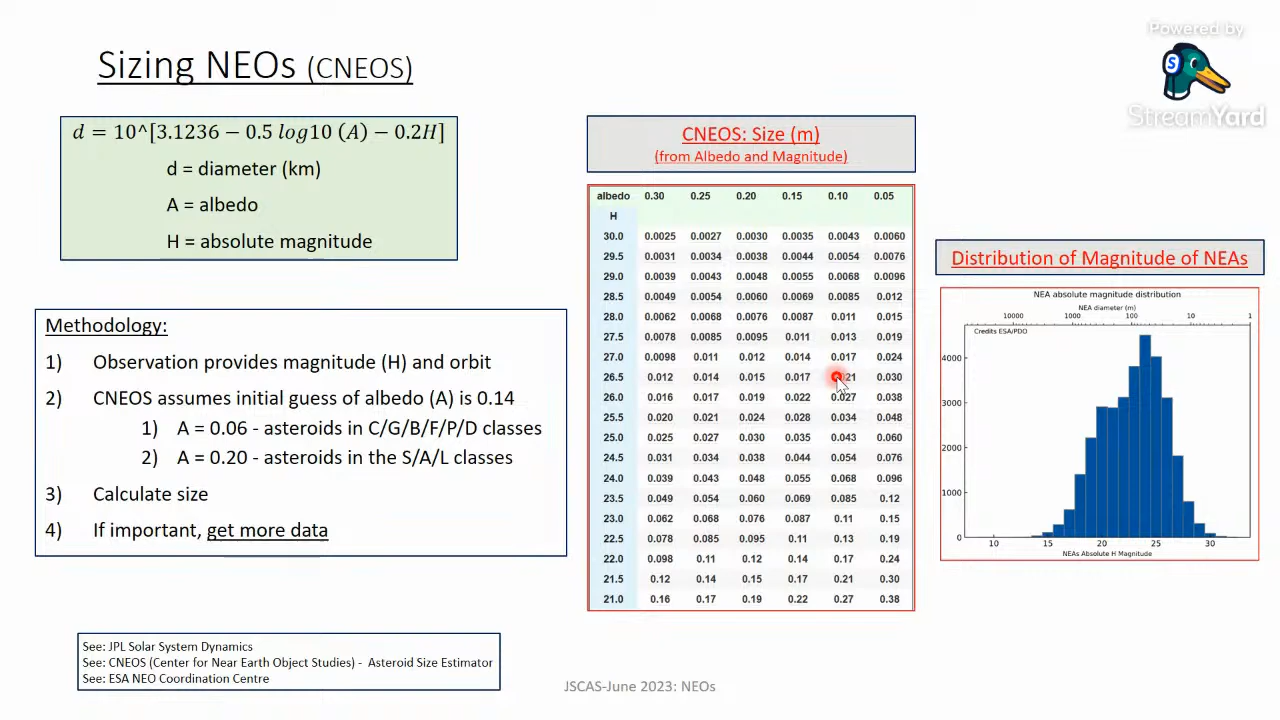 Powered by
StreamYard
Sizing NEOs (CNEOS)
d = 10^[3.1236 − 0.5 log10 (A) − 0.2H]
d = diameter (km)
A = albedo
H = absolute magnitude
Methodology:
1) Observation provides magnitude (H) and orbit
2) CNEOS assumes initial guess of albedo (A) is 0.14
1) A = 0.06 - asteroids in C/G/B/F/P/D classes
2) A = 0.20 - asteroids in the S/A/L classes
3) Calculate size
4) If important, get more data
See: JPL Solar System Dynamics
See: CNEOS (Center for Near Earth Object Studies) - Asteroid Size Estimator
See: ESA NEO Coordination Centre
CNEOS: Size (m)
(from Albedo and Magnitude)
albedo 0.30 0.25 0.20 0.15 0.10 0.05
H
30.0 0.0025 0.0027 0.0030 0.0035 0.0043 0.0060
29.5 0.0031 0.0034 0.0038 0.0044 0.0054 0.0076
29.0 0.0039 0.0043 0.0048 0.0055 0.0068 0.0096
28.5 0.0049 0.0054 0.0060 0.0069 0.0085 0.012
28.0 0.0062 0.0068 0.0076 0.0087 0.011 0.015
27.5 0.0078 0.0085 0.0095 0.011 0.013 0.019
27.0 0.0098 0.011 0.012 0.014 0.017 0.024
26.5 0.012 0.014 0.015 0.017 0.030
26.0 0.016 0.017 0.019 0.022 0.027 0.038
25.5 0.020 0.021 0.024 0.028 0.034 0.048
25.0 0.025 0.027 0.030 0.035 0.043 0.060
24.5 0.031 0.034 0.038 0.044 0.054 0.076
24.0 0.039 0.043 0.048 0.055 0.068 0.096
23.5 0.049 0.054 0.060 0.069 0.085 0.12
23.0 0.062 0.068 0.076 0.087 0.11 0.15
22.5 0.078 0.085 0.095 0.11 0.13 0.19
22.0 0.098 0.11 0.12 0.14 0.17 0.24
21.5 0.12 0.14 0.15 0.17 0.21 0.30
21.0 0.16 0.17 0.19 0.22 0.27 0.38
Distribution of Magnitude of NEAs
NEA absolute magnitude distribution
NEA diameter (m)
10000 1000 100 10 1
Credits ESA/PDO
4000
3000
2000
1000
0
10 15 20 25 30
NEAs Absolute H Magnitude
JSCAS-June 2023: NEOs